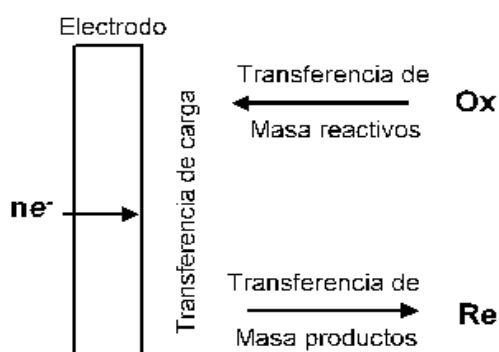 Electrodo
Transferencia de
Masa reactivos
Ox
Transferencia de carga
ne-
Transferencia de
Masa productos
Re